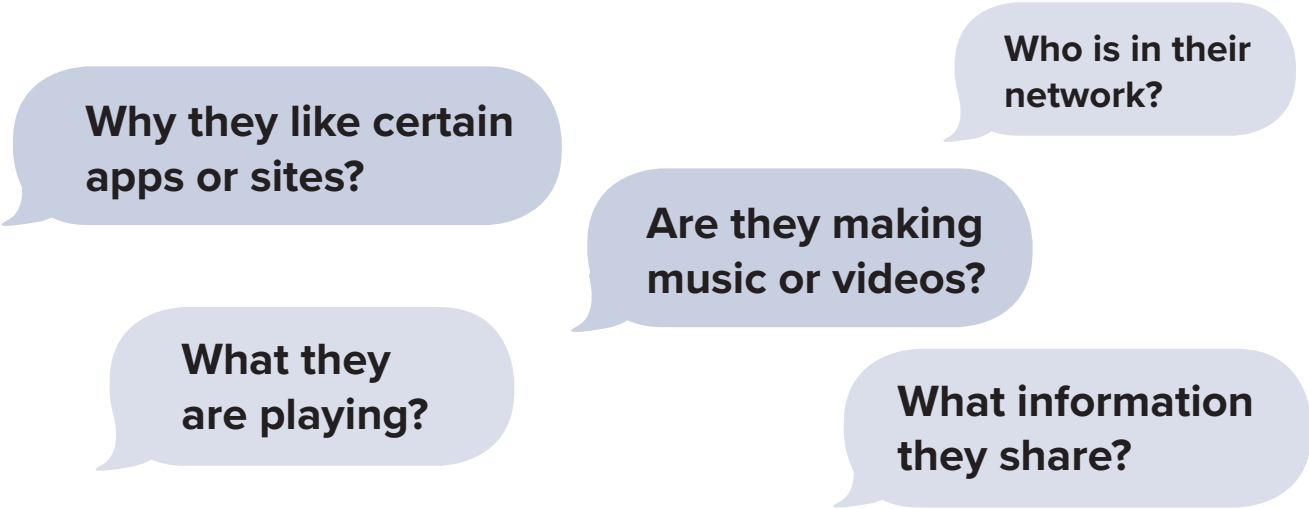 Who is in their
network?
Why they like certain
apps or sites?
Are they making
music or videos?
What they
are playing?
What information
they share?